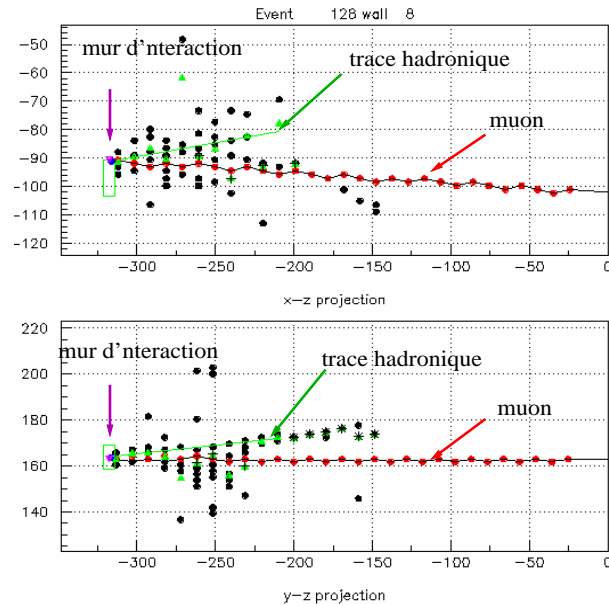 Event 128 wall 8
mur d'nteraction
trace hadronique
muon
−50
−60
−70
−80
−90
−100
−110
−120
−300 −250 −200 −150 −100 −50 0
x−z projection
mur d'nteraction
trace hadronique
muon
220
200
180
160
140
−300 −250 −200 −150 −100 −50 0
y−z projection